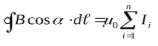 ∮B cos α · dℓ = μ₀ ∑ᵢ₌₁ⁿ Iᵢ